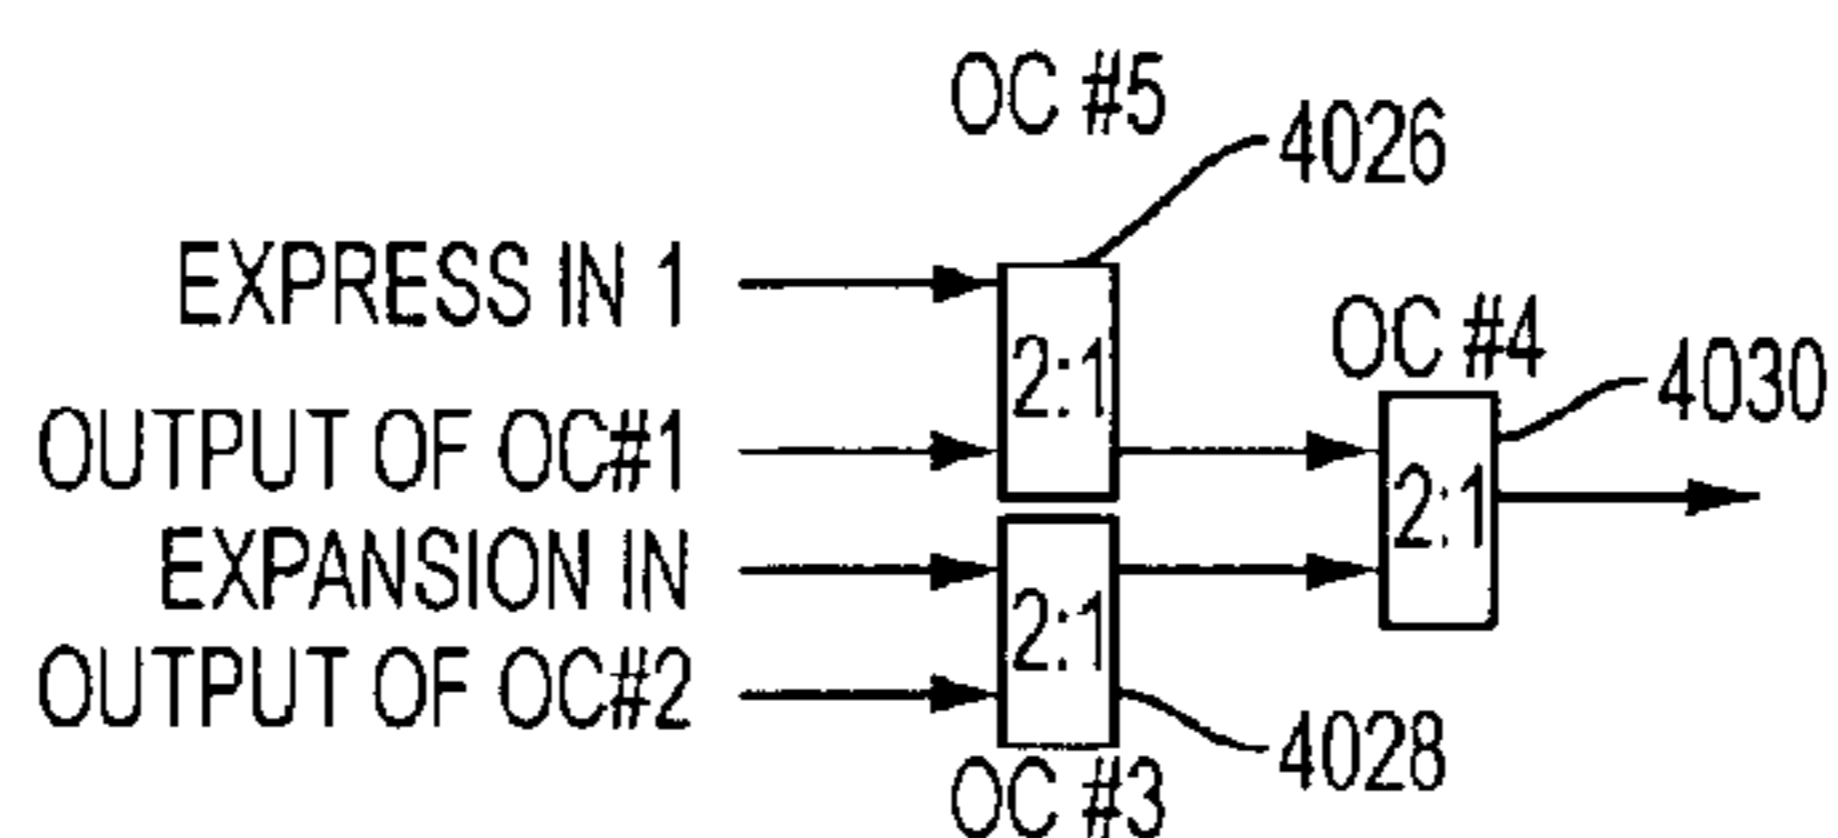 OC #5
4026
EXPRESS IN 1
2:1
OC #4
4030
OUTPUT OF OC#1
2:1
EXPANSION IN
2:1
OUTPUT OF OC#2
4028
OC #3